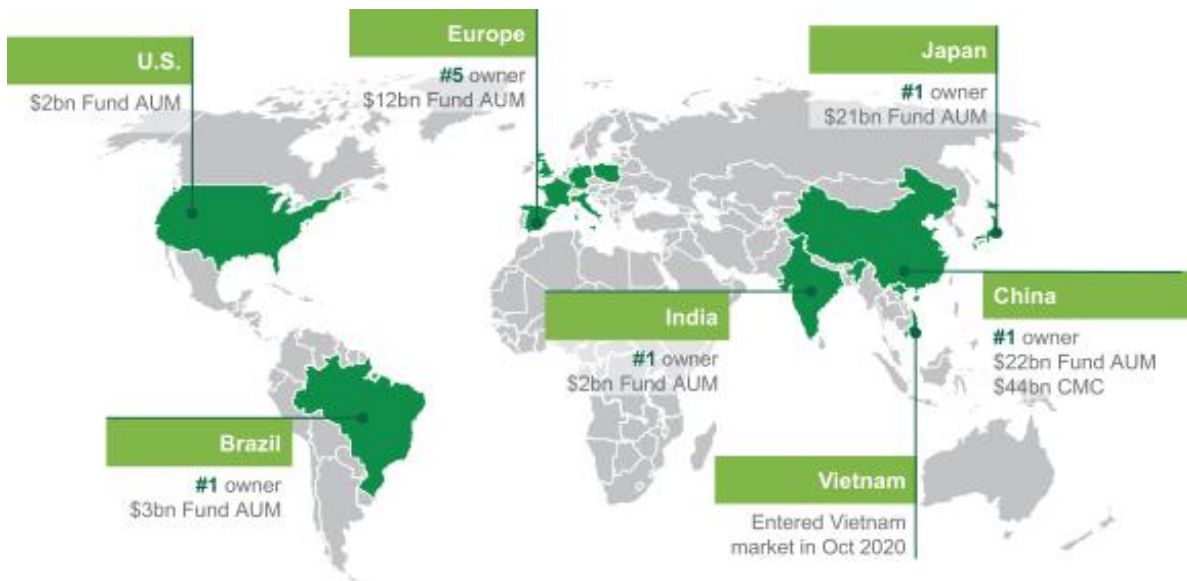 U.S.
$2bn Fund AUM
Europe
#5 owner
$12bn Fund AUM
Japan
#1 owner
$21bn Fund AUM
India
#1 owner
$2bn Fund AUM
China
#1 owner
$22bn Fund AUM
$44bn CMC
Brazil
#1 owner
$3bn Fund AUM
Vietnam
Entered Vietnam
market in Oct 2020